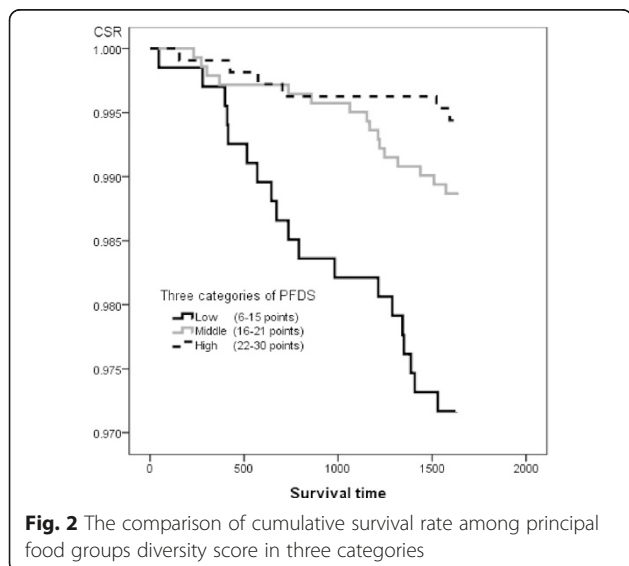 CSR
1.000
0.995
0.990
0.985
0.980
0.975
0.970
Three categories of PFDS
Low (6-15 points)
Middle (16-21 points)
High (22-30 points)
0 500 1000 1500 2000
Survival time
Fig. 2 The comparison of cumulative survival rate among principal
food groups diversity score in three categories